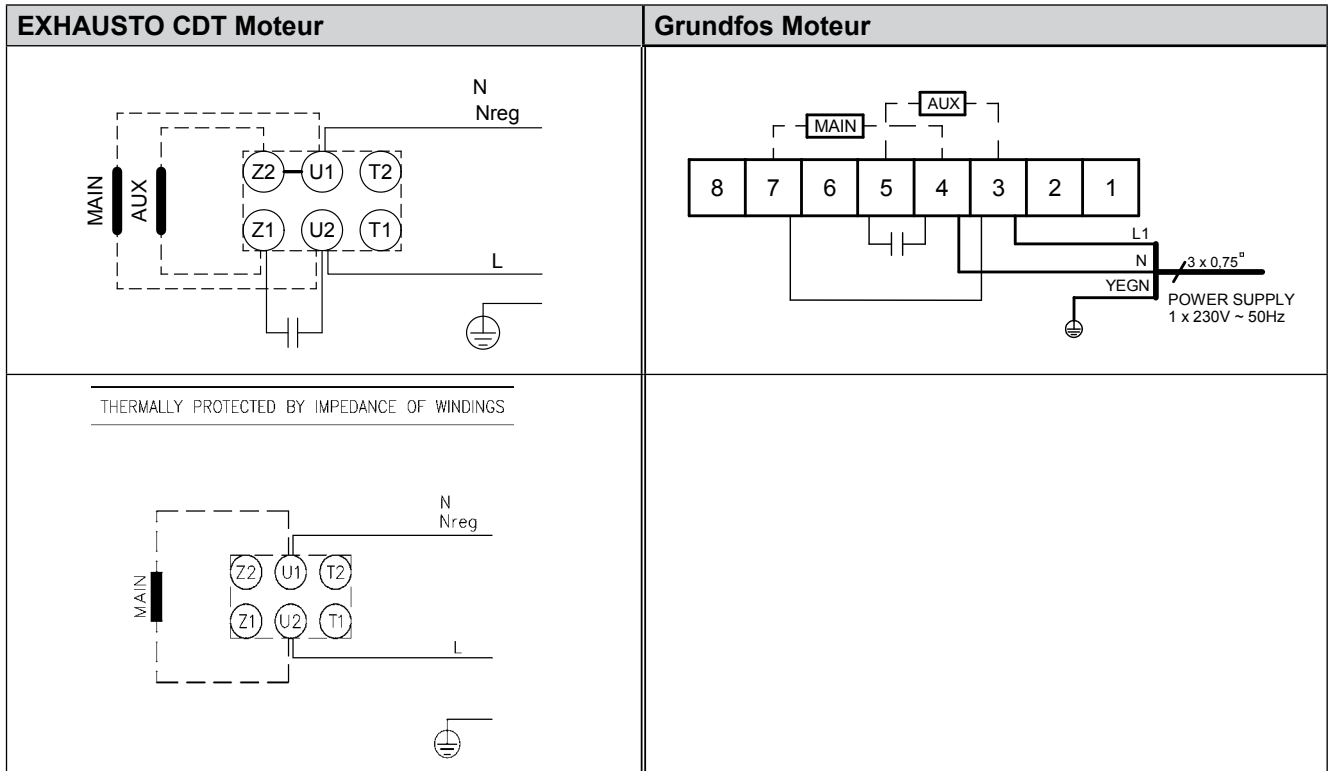 EXHAUSTO CDT Moteur
Grundfos Moteur
N
Nreg
MAIN
AUX
Z2 U1 T2
Z1 U2 T1
L
AUX
MAIN
8 7 6 5 4 3 2 1
L1
N
3 x 0,75¤
YEGN
POWER SUPPLY
1 x 230V ~ 50Hz
THERMALLY PROTECTED BY IMPEDANCE OF WINDINGS
N
Nreg
MAIN
Z2 U1 T2
Z1 U2 T1
L